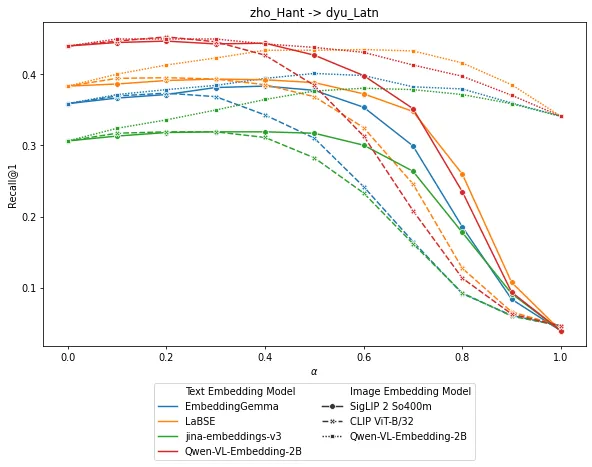 zho_Hant -> dyu_Latn
Recall@1
0.4
0.3
0.2
0.1
0.0 0.2 0.4 0.6 0.8 1.0
α
Text Embedding Model Image Embedding Model
EmbeddingGemma SigLIP 2 So400m
LaBSE CLIP ViT-B/32
jina-embeddings-v3 Qwen-VL-Embedding-2B
Qwen-VL-Embedding-2B